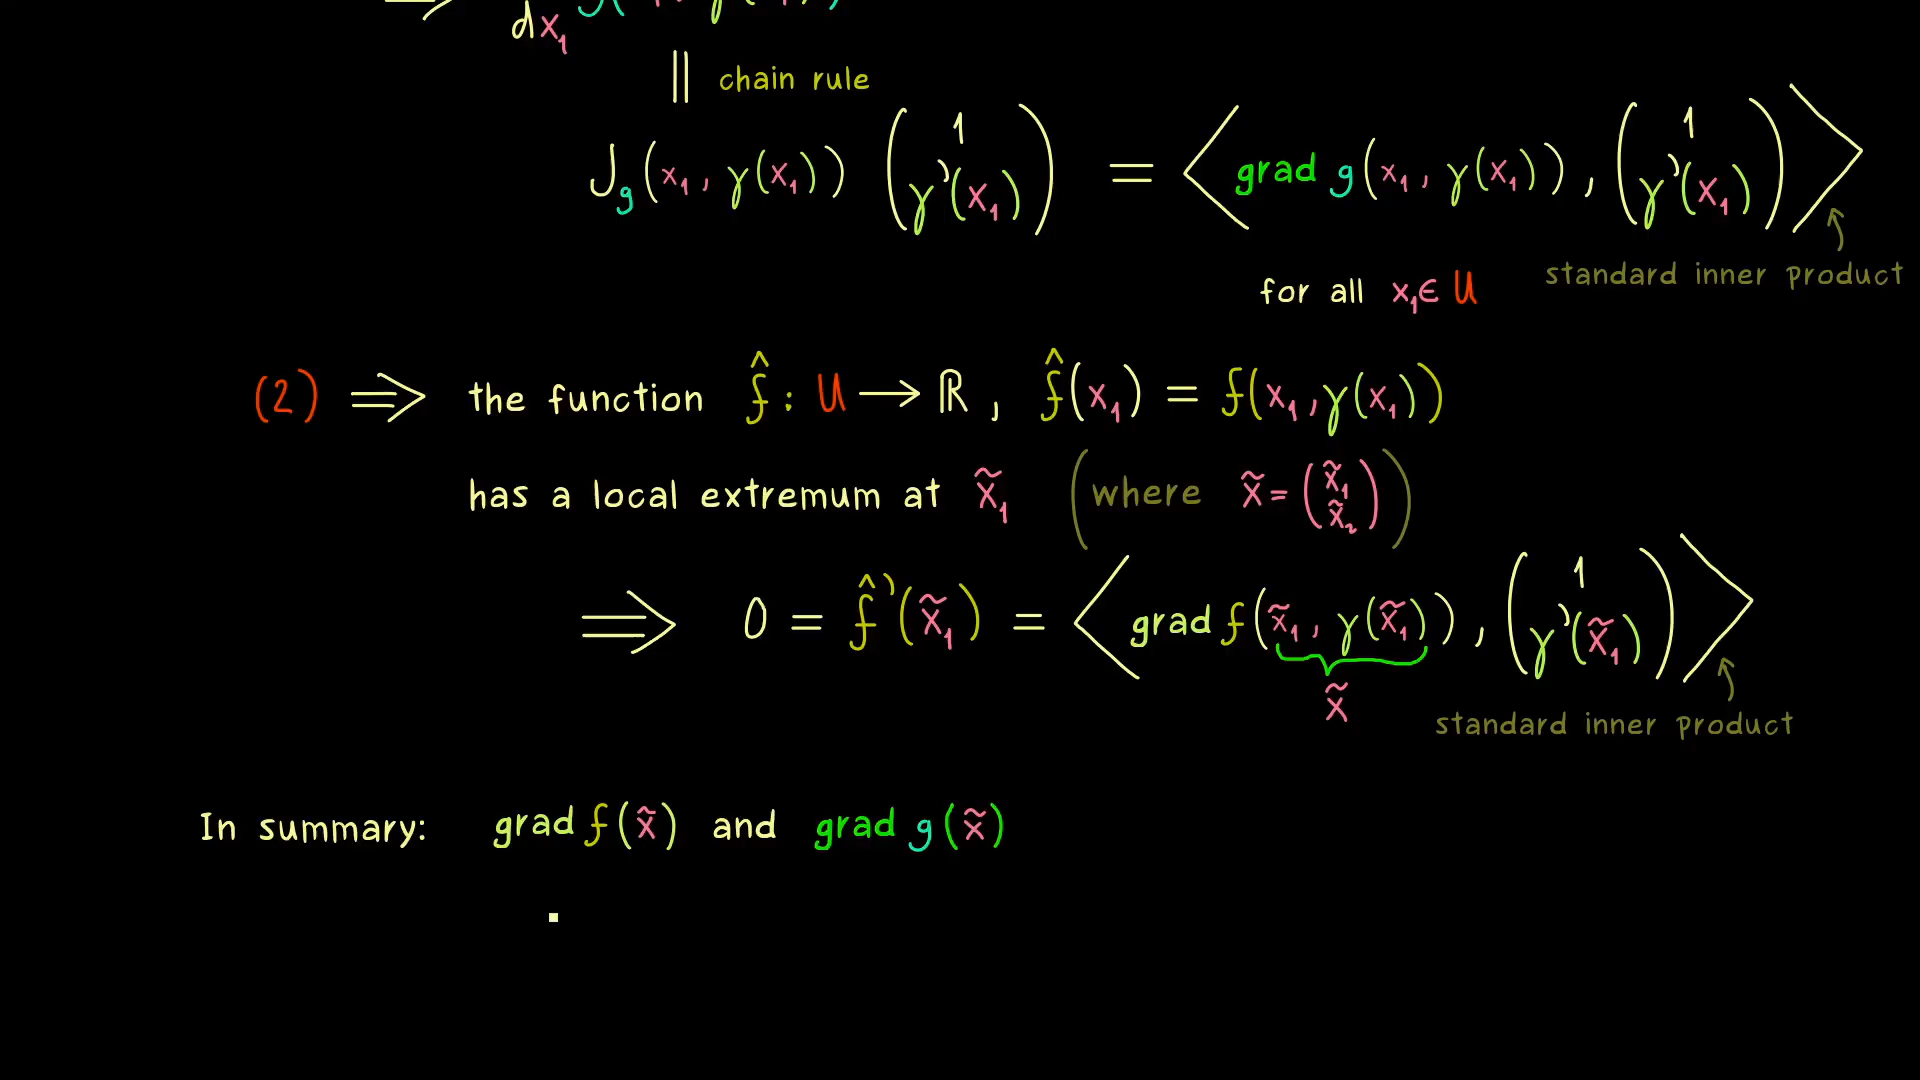 dx₁
|| chain rule
J_g(x₁, γ(x₁)) (1 γ'(x₁)) = ⟨grad g(x₁, γ(x₁)), (1 γ'(x₁))⟩
standard inner product
for all x₁∈ U
(2) ⟹ the function f̂ : U ⟶ ℝ , f̂(x₁) = f(x₁,γ(x₁))
has a local extremum at x̃₁ (where x̃ = (x̃₁ x̃₂))
⟹ 0 = f̂'(x̃₁) = ⟨grad f(x̃₁, γ(x̃₁)), (1 γ'(x̃₁))⟩
x̃
standard inner product
In summary: grad f(x̃) and grad g(x̃)